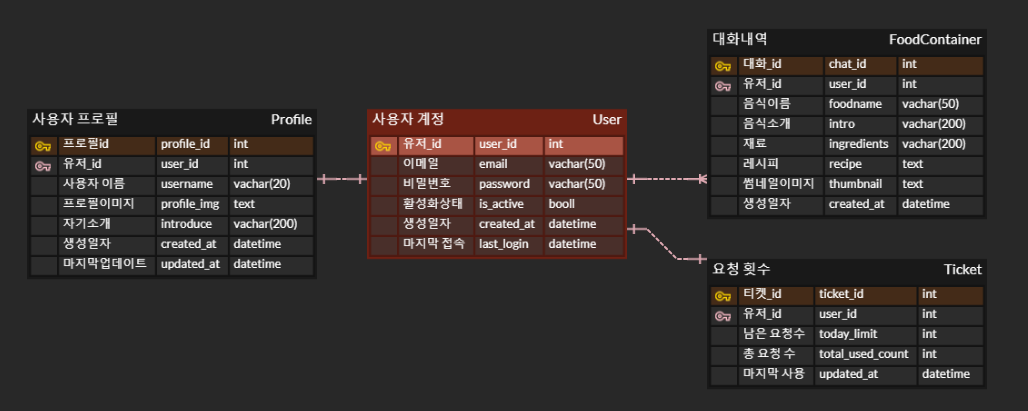 사용자 프로필 Profile
프로필id profile_id int
유저_id user_id int
사용자 이름 username vachar(20)
프로필이미지 profile_img text
자기소개 introduce vachar(200)
생성일자 created_at datetime
마지막업데이트 updated_at datetime
사용자 계정 User
유저_id user_id int
이메일 email vachar(50)
비밀번호 password vachar(50)
활성화상태 is_active booll
생성일자 created_at datetime
마지막 접속 last_login datetime
대화내역 FoodContainer
대화_id chat_id int
유저_id user_id int
음식이름 foodname vachar(50)
음식소개 intro vachar(200)
재료 ingredients vachar(200)
레시피 recipe text
썸네일이미지 thumbnail text
생성일자 created_at datetime
요청 횟수 Ticket
티켓_id ticket_id int
유저_id user_id int
남은 요청수 today_limit int
총 요청 수 total_used_count int
마지막 사용 updated_at datetime